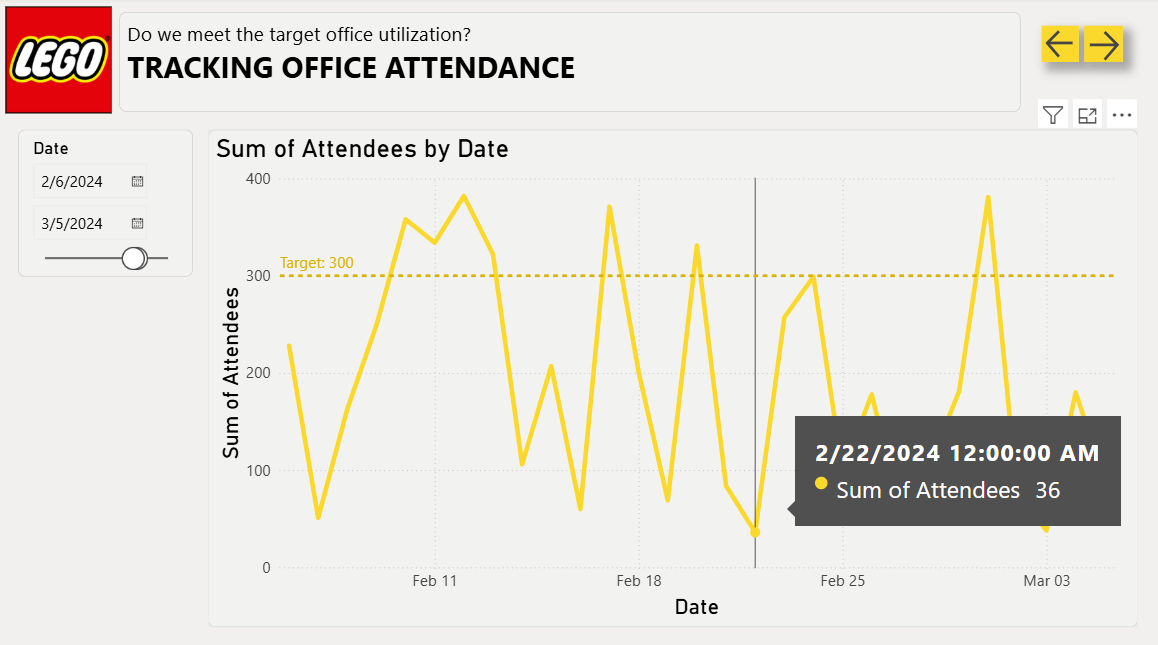 LEGO
Do we meet the target office utilization?
TRACKING OFFICE ATTENDANCE
Date
2/6/2024
3/5/2024
Sum of Attendees by Date
Sum of Attendees
400
300
200
100
0
Target: 300
2/22/2024 12:00:00 AM
Sum of Attendees 36
Feb 11
Feb 18
Feb 25
Mar 03
Date